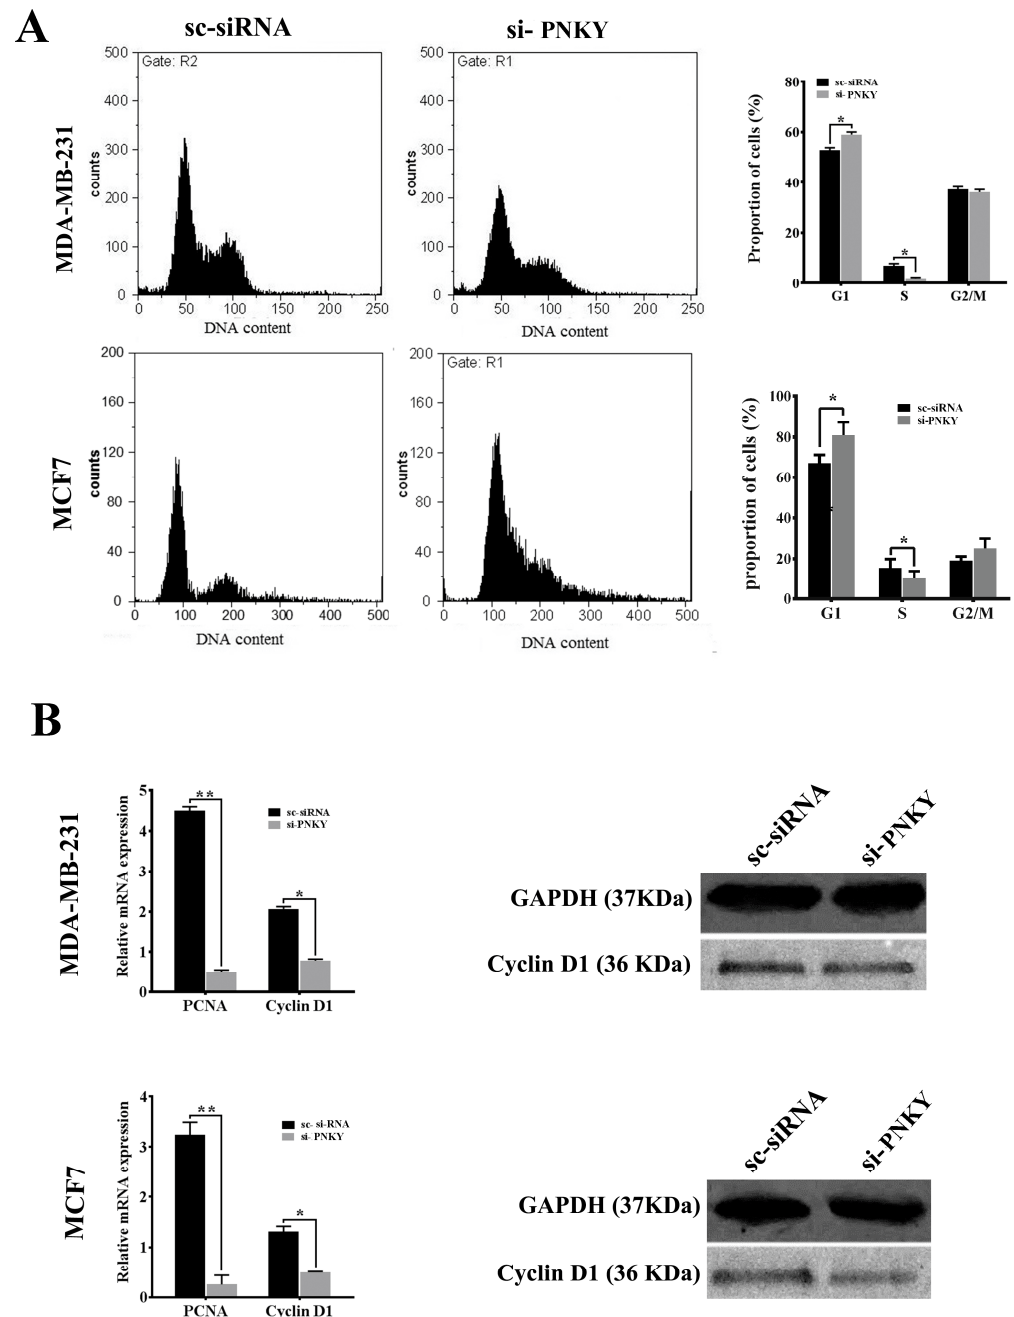 A
sc-siRNA
si- PNKY
MDA-MB-231
500
400
300
200
100
0
counts
Gate: R2
0 50 100 150 200 250
DNA content
500
400
300
200
100
0
counts
Gate: R1
0 50 100 150 200 250
DNA content
80
60
40
20
0
Proportion of cells (%)
sc-siRNA
si- PNKY
*
*
G1 S G2/M
MCF7
200
160
120
80
40
0
counts
0 100 200 300 400 500
DNA content
200
160
120
80
40
0
counts
Gate: R1
0 100 200 300 400 500
DNA content
100
80
60
40
20
0
proportion of cells (%)
sc-siRNA
si-PNKY
*
*
G1 S G2/M
B
MDA-MB-231
5
4
3
2
1
0
Relative mRNA expression
**
*
sc-siRNA
si-PNKY
PCNA Cyclin D1
sc-siRNA
si-PNKY
GAPDH (37KDa)
Cyclin D1 (36 KDa)
MCF7
4
3
2
1
0
Relative mRNA expression
**
*
sc- si-RNA
si- PNKY
PCNA Cyclin D1
sc-siRNA
si-PNKY
GAPDH (37KDa)
Cyclin D1 (36 KDa)